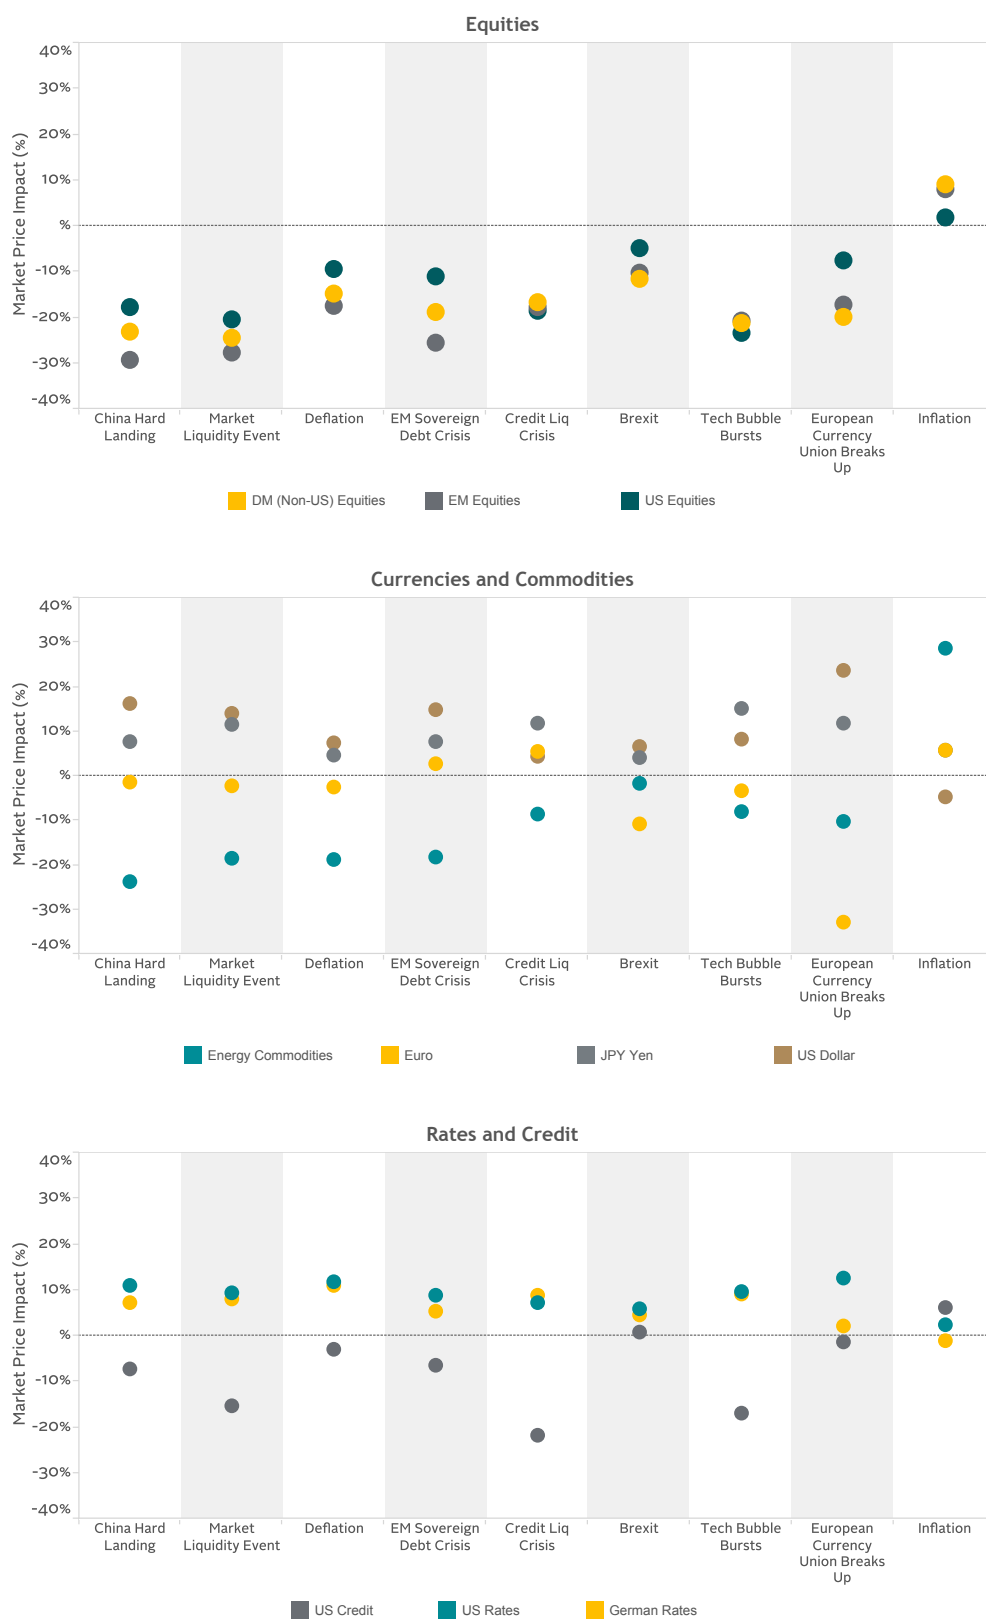 Equities
Market Price Impact (%)
40%
30%
20%
10%
%
-10%
-20%
-30%
-40%
China Hard Landing
Market Liquidity Event
Deflation
EM Sovereign Debt Crisis
Credit Liq Crisis
Brexit
Tech Bubble Bursts
European Currency Union Breaks Up
Inflation
DM (Non-US) Equities
EM Equities
US Equities
Currencies and Commodities
Market Price Impact (%)
40%
30%
20%
10%
%
-10%
-20%
-30%
-40%
China Hard Landing
Market Liquidity Event
Deflation
EM Sovereign Debt Crisis
Credit Liq Crisis
Brexit
Tech Bubble Bursts
European Currency Union Breaks Up
Inflation
Energy Commodities
Euro
JPY Yen
US Dollar
Rates and Credit
Market Price Impact (%)
40%
30%
20%
10%
%
-10%
-20%
-30%
-40%
China Hard Landing
Market Liquidity Event
Deflation
EM Sovereign Debt Crisis
Credit Liq Crisis
Brexit
Tech Bubble Bursts
European Currency Union Breaks Up
Inflation
US Credit
US Rates
German Rates